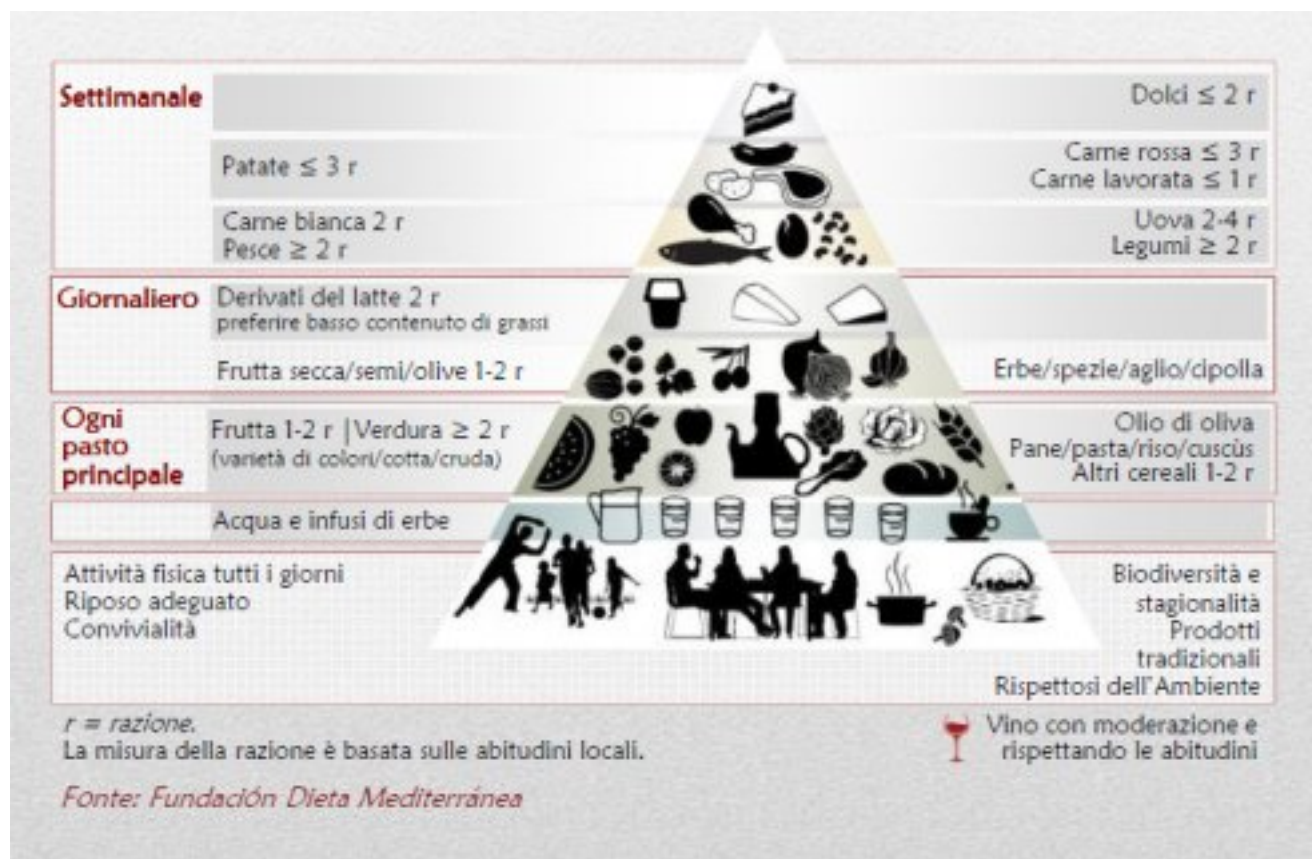 Settimanale
Dolci ≤ 2 r
Patate ≤ 3 r
Carne rossa ≤ 3 r
Carne lavorata ≤ 1 r
Carne bianca 2 r
Pesce ≥ 2 r
Uova 2-4 r
Legumi ≥ 2 r
Giornaliero
Derivati del latte 2 r
preferire basso contenuto di grassi
Frutta secca/semi/olive 1-2 r
Erbe/spezie/aglio/cipolla
Ogni
pasto
principale
Frutta 1-2 r | Verdura ≥ 2 r
(varietà di colori/cotta/cruda)
Olio di oliva
Pane/pasta/riso/cuscùs
Altri cereali 1-2 r
Acqua e infusi di erbe
Attività fisica tutti i giorni
Riposo adeguato
Convivialità
Biodiversità e
stagionalità
Prodotti
tradizionali
Rispettosi dell'Ambiente
r = razione.
La misura della razione è basata sulle abitudini locali.
Vino con moderazione e
rispettando le abitudini
Fonte: Fundación Dieta Mediterránea